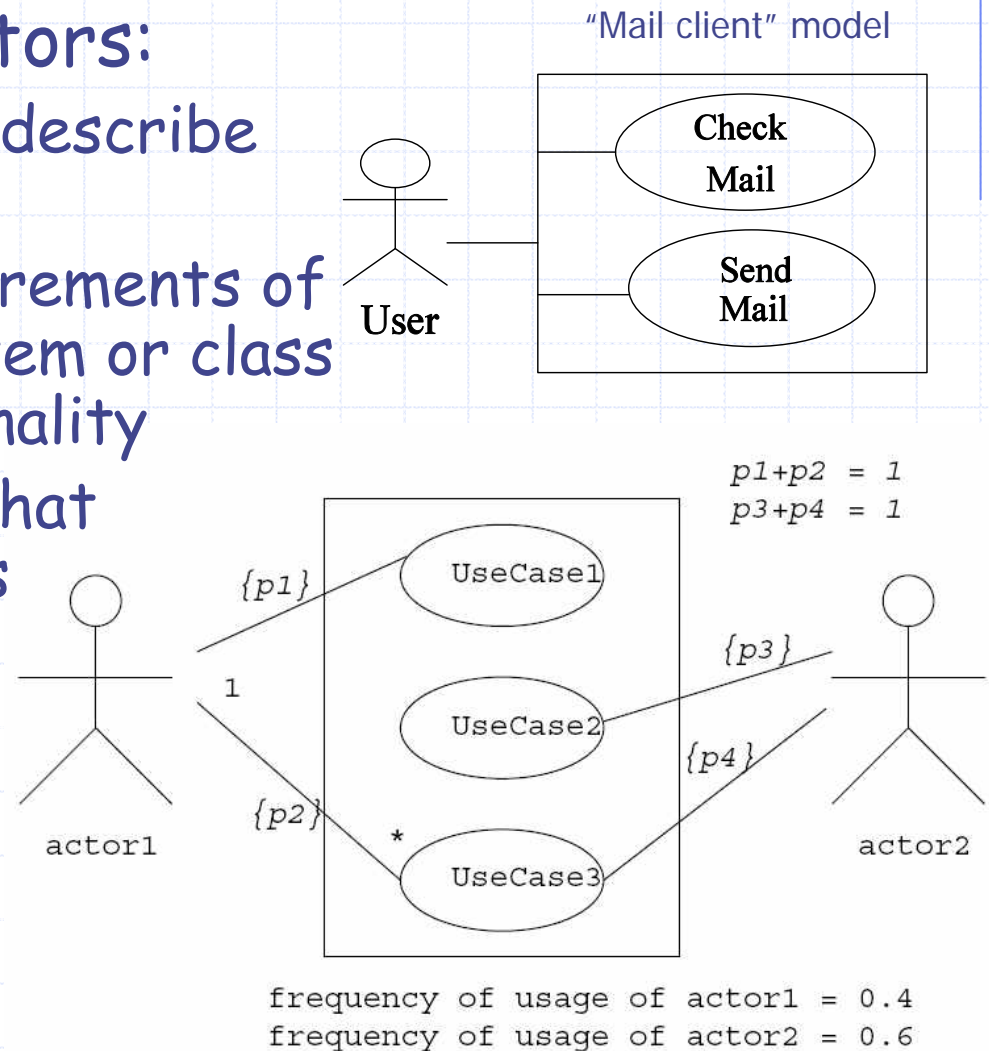 tors:
describe
rements of
em or class
nality
hat
s
“Mail client” model
Check
Mail
Send
Mail
User
p1+p2 = 1
p3+p4 = 1
{p1}
UseCase1
{p3}
1
UseCase2
{p4}
{p2}
*
UseCase3
actor1
actor2
frequency of usage of actor1 = 0.4
frequency of usage of actor2 = 0.6